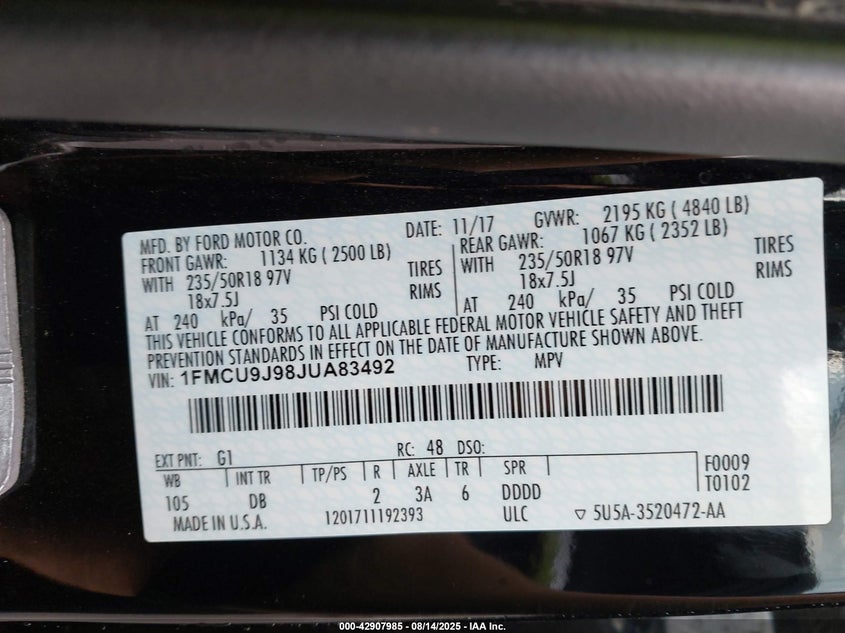 MFD. BY FORD MOTOR CO. DATE: 11/17 GVWR: 2195 KG ( 4840 LB)
FRONT GAWR: 1134 KG ( 2500 LB) REAR GAWR: 1067 KG ( 2352 LB)
WITH 235/50R18 97V TIRES WITH 235/50R18 97V TIRES
18x7.5J RIMS 18x7.5J RIMS
AT 240 kPa/ 35 PSI COLD AT 240 kPa/ 35 PSI COLD
THIS VEHICLE CONFORMS TO ALL APPLICABLE FEDERAL MOTOR VEHICLE SAFETY AND THEFT
PREVENTION STANDARDS IN EFFECT ON THE DATE OF MANUFACTURE SHOWN ABOVE.
VIN: 1FMCU9J98JUA83492 TYPE: MPV
EXT PNT: G1 RC: 48 DSO:
WB INT TR TP/PS R AXLE TR SPR F0009
105 DB 2 3A 6 DDDD T0102
MADE IN U.S.A. 1201711192393 ULC ▽ 5U5A-3520472-AA
000-42907985 - 08/14/2025 - IAA Inc.